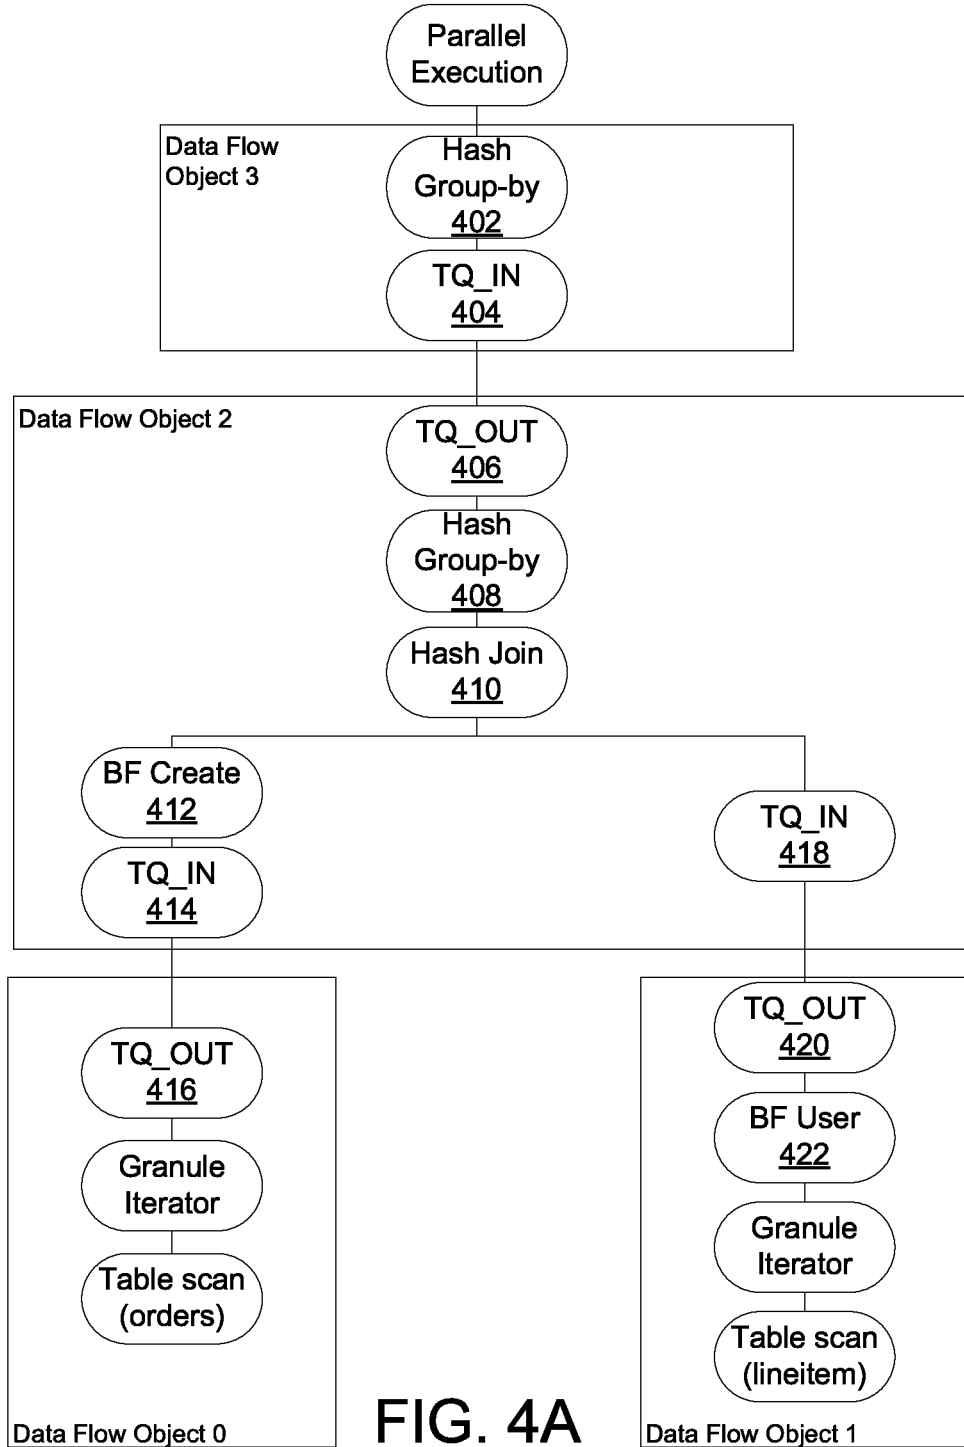 Parallel
Execution
Data Flow
Object 3
Hash
Group-by
402
TQ_IN
404
Data Flow Object 2
TQ_OUT
406
Hash
Group-by
408
Hash Join
410
BF Create
412
TQ_IN
414
TQ_IN
418
TQ_OUT
416
Granule
Iterator
Table scan
(orders)
Data Flow Object 0
TQ_OUT
420
BF User
422
Granule
Iterator
Table scan
(lineitem)
Data Flow Object 1
FIG. 4A